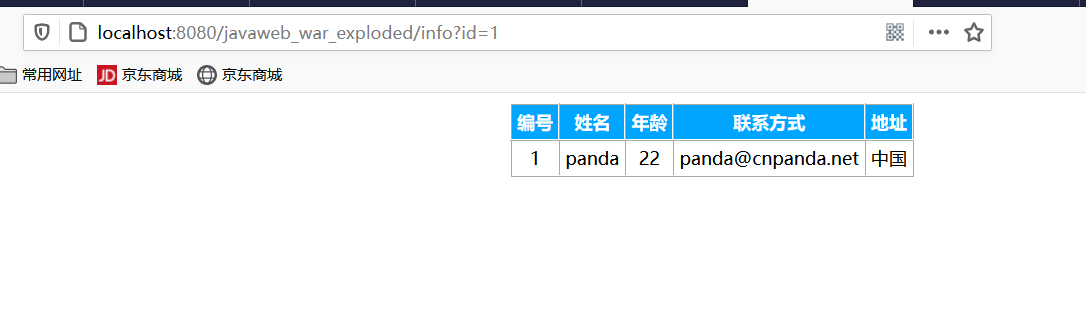 localhost:8080/javaweb_war_exploded/info?id=1
常用网址 JD 京东商城 京东商城
编号 姓名 年龄 联系方式 地址
1 panda 22 panda@cnpanda.net 中国